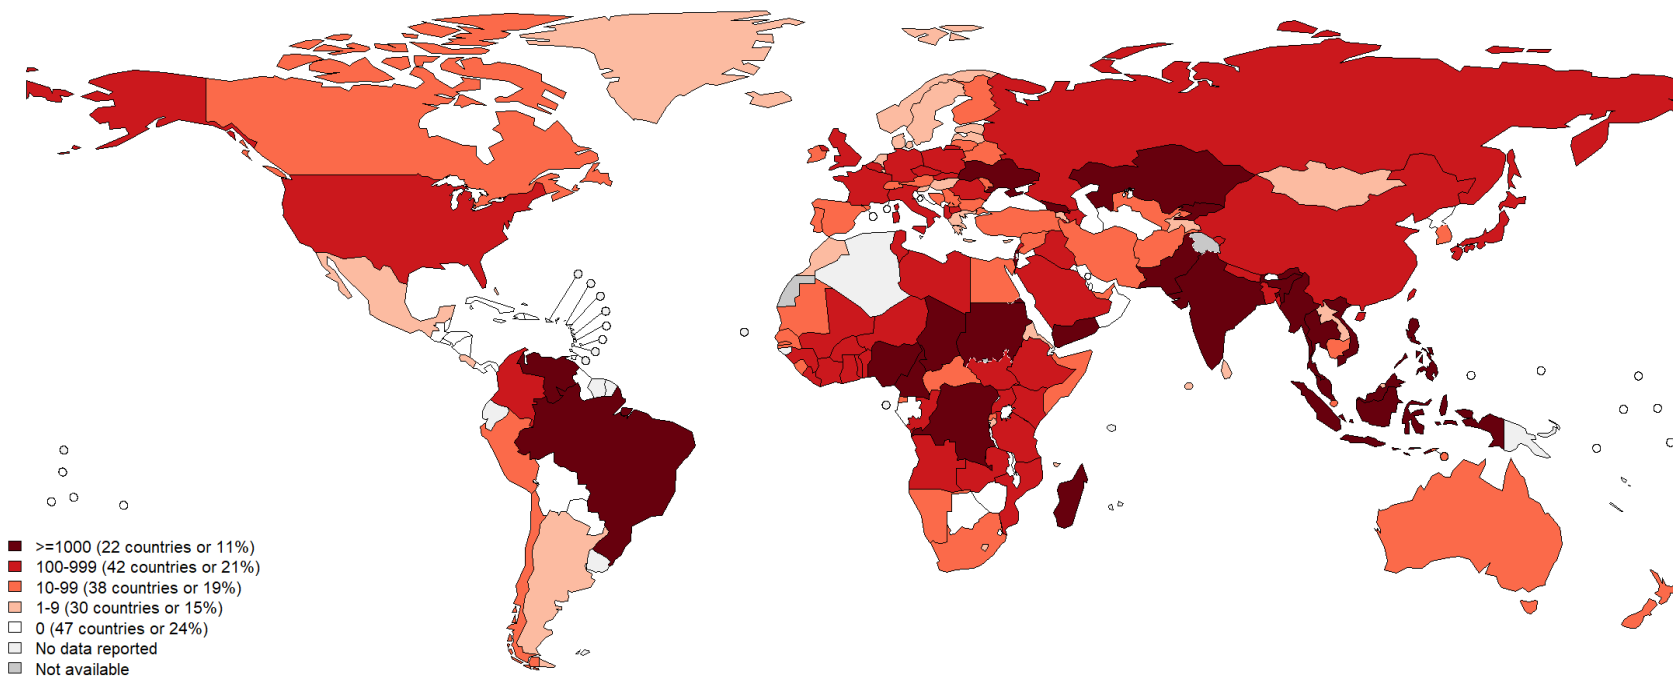 >=1000 (22 countries or 11%)
100-999 (42 countries or 21%)
10-99 (38 countries or 19%)
1-9 (30 countries or 15%)
0 (47 countries or 24%)
No data reported
Not available